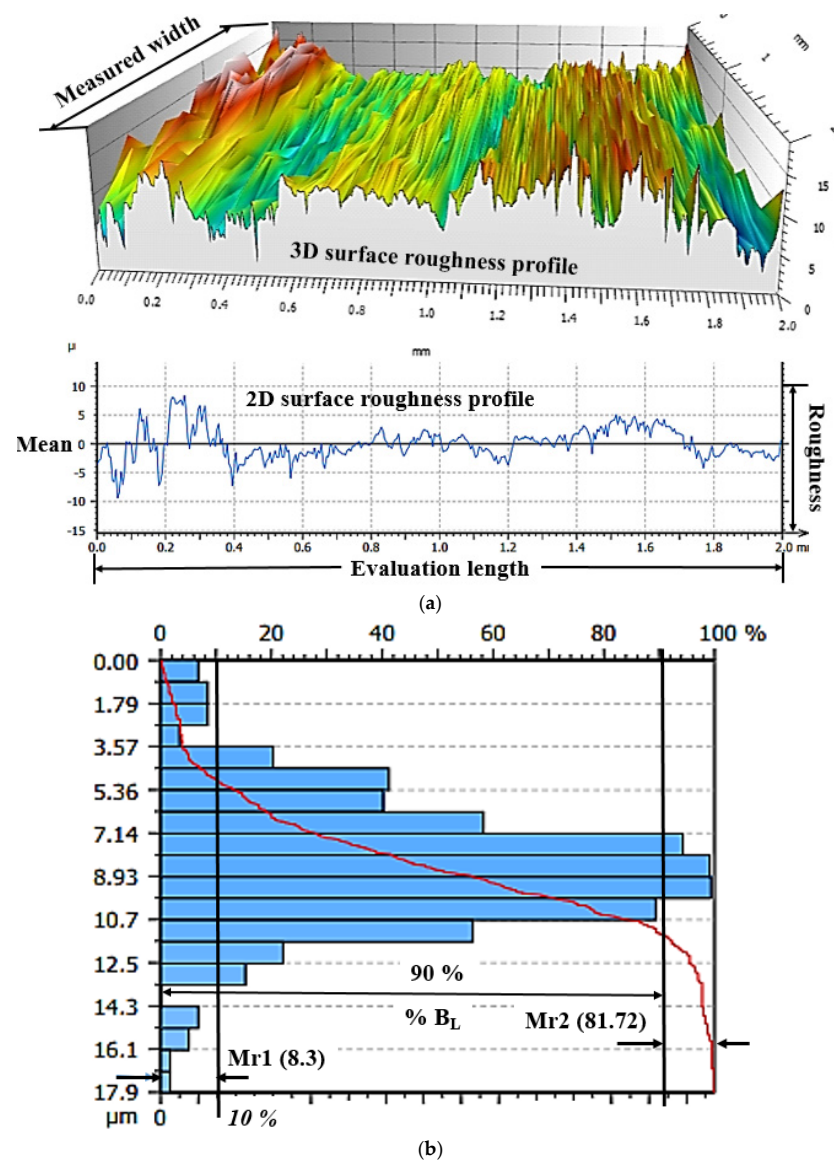 Measured width
mm
1
15
10
5
0
3D surface roughness profile
0.0 0.2 0.4 0.6 0.8 1.0 1.2 1.4 1.6 1.8 2.0
mm
µ
10
5
Mean 0
-5
-10
-15
2D surface roughness profile
Roughness
0.0 0.2 0.4 0.6 0.8 1.0 1.2 1.4 1.6 1.8 2.0 m
Evaluation length
(a)
0 20 40 60 80 100 %
0.00
1.79
3.57
5.36
7.14
8.93
10.7
12.5
90 %
14.3
% BL
Mr2 (81.72)
16.1
Mr1 (8.3)
17.9
µm 0 10 %
(b)